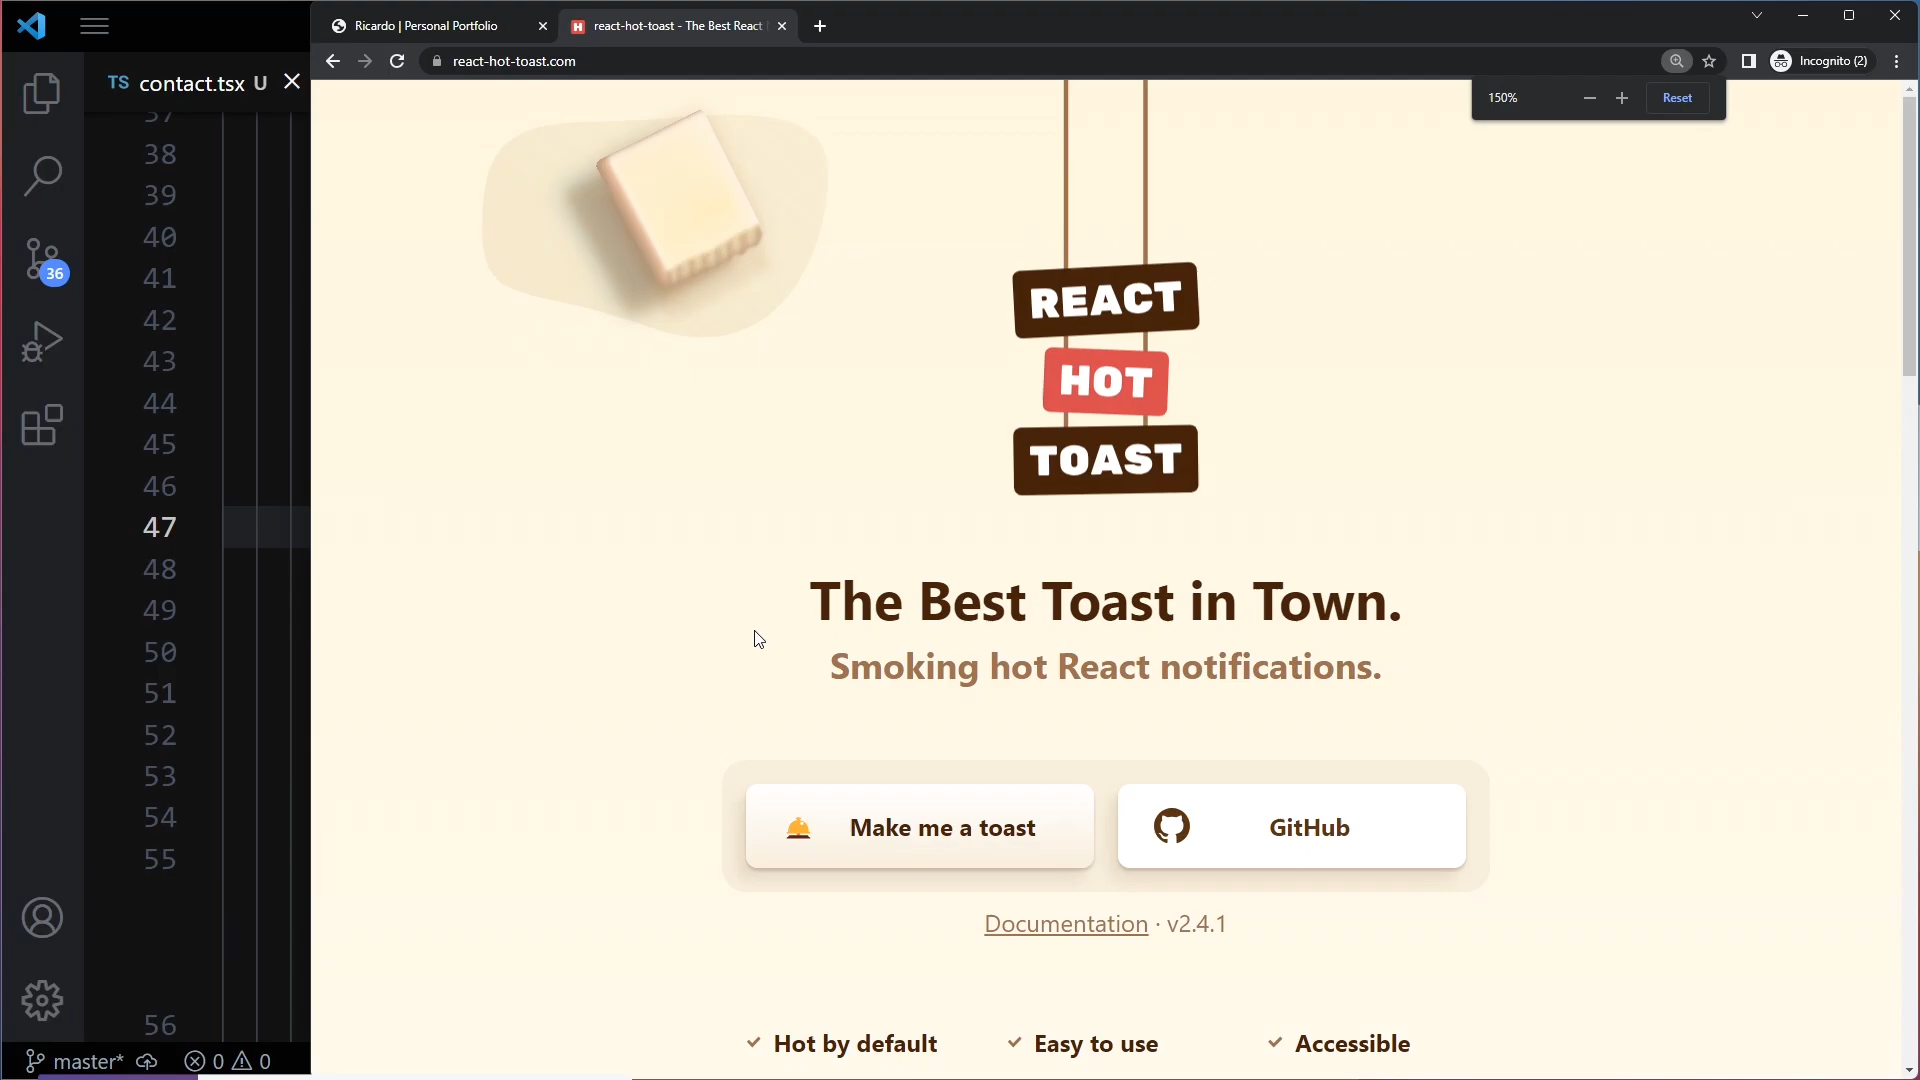 Ricardo | Personal Portfolio
react-hot-toast - The Best React
react-hot-toast.com
Incognito (2)
150%
Reset
TS contact.tsx U
37
38
39
40
41
42
43
44
45
46
47
48
49
50
51
52
53
54
55
56
36
master*
0
0
REACT
HOT
TOAST
The Best Toast in Town.
Smoking hot React notifications.
Make me a toast
GitHub
Documentation · v2.4.1
Hot by default
Easy to use
Accessible